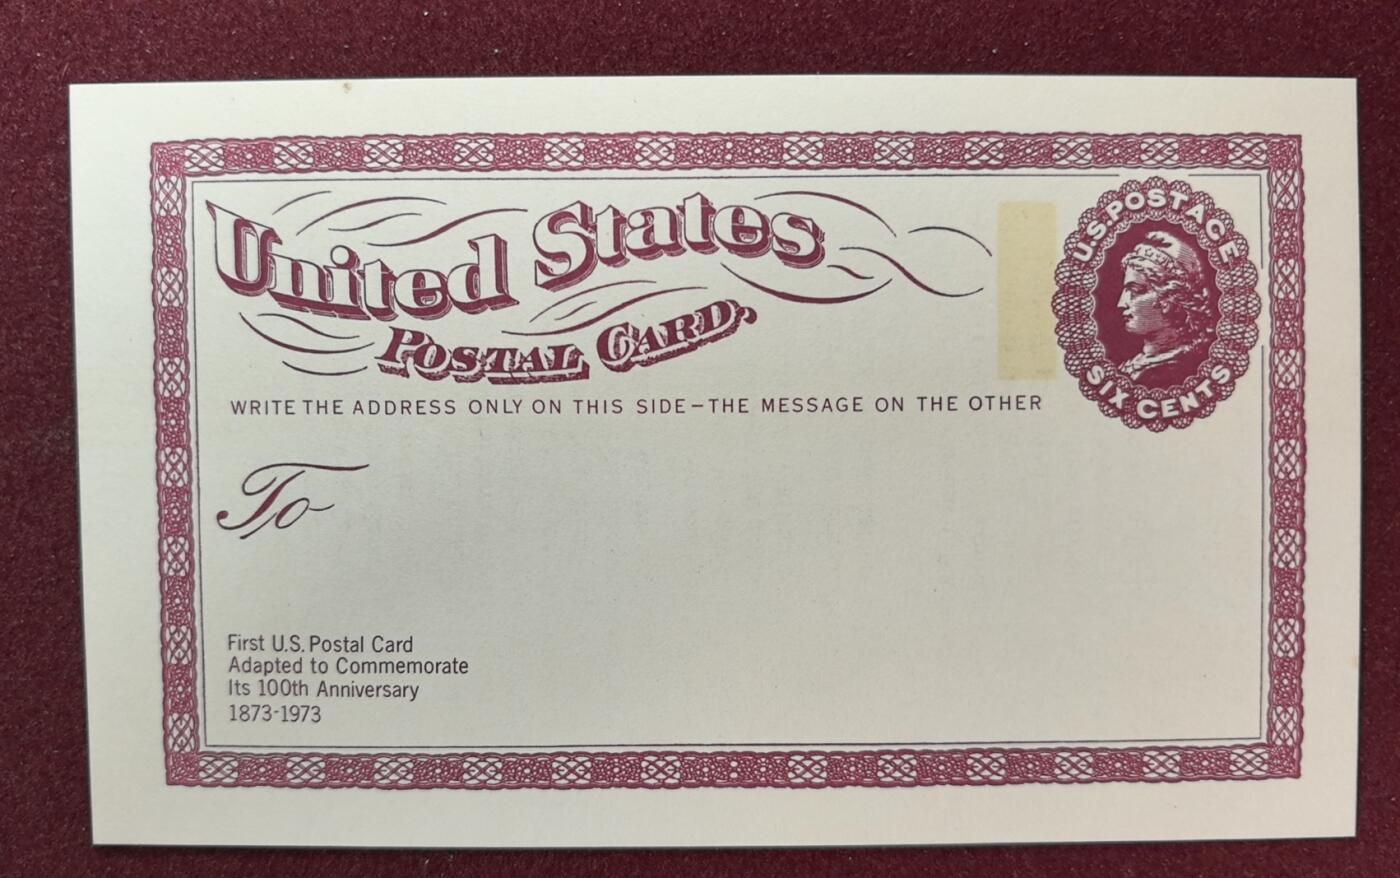 United States
POSTAL CARD.
U.S. POSTAGE
SIX CENTS
WRITE THE ADDRESS ONLY ON THIS SIDE–THE MESSAGE ON THE OTHER
To
First U.S. Postal Card
Adapted to Commemorate
Its 100th Anniversary
1873-1973